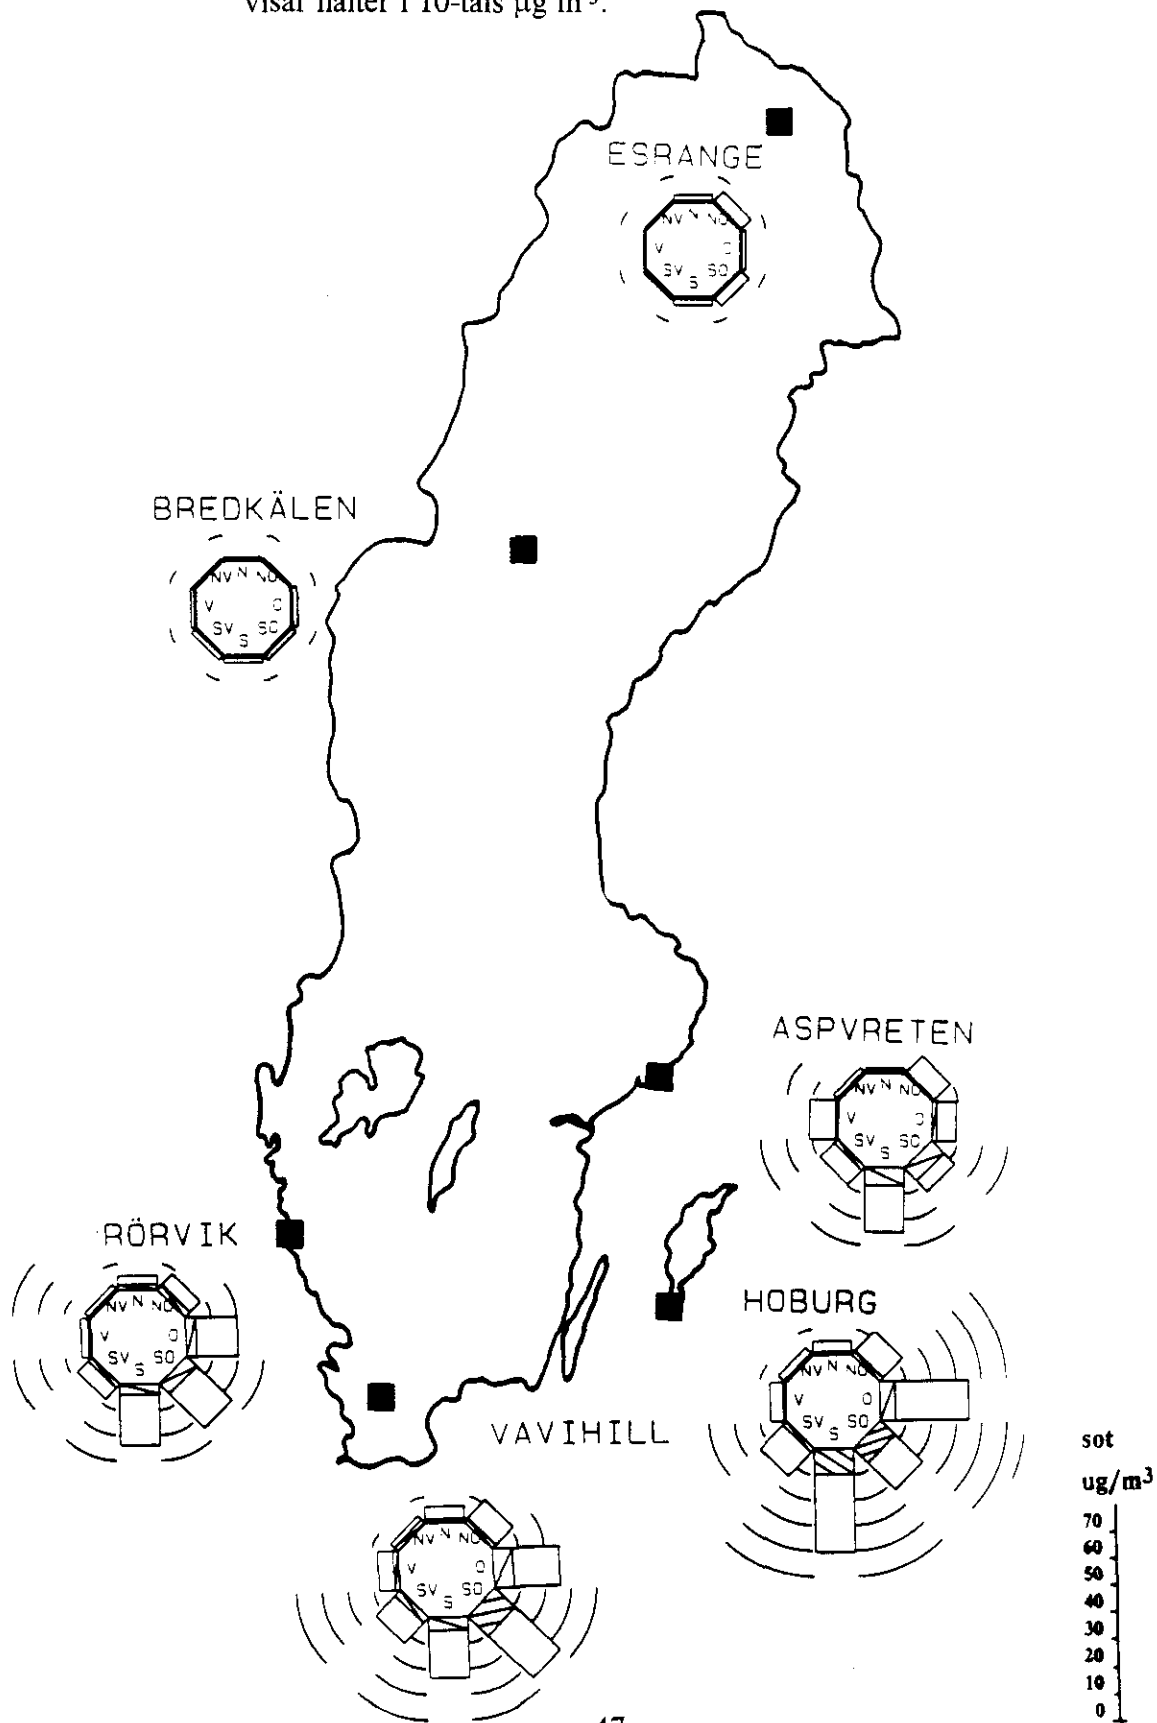 visar halter i 10-tals µg m-3.
ESRANGE
NV N NO
V O
SV S SO
BREDKÄLEN
NV N NO
V O
SV S SO
ASPVRETEN
NV N NO
V O
SV S SO
RÖRVIK
NV N NO
V O
SV S SO
HOBURG
NV N NO
V O
SV S SO
VAVIHILL
NV N NO
V O
SV S SO
sot
ug/m3
70
60
50
40
30
20
10
0